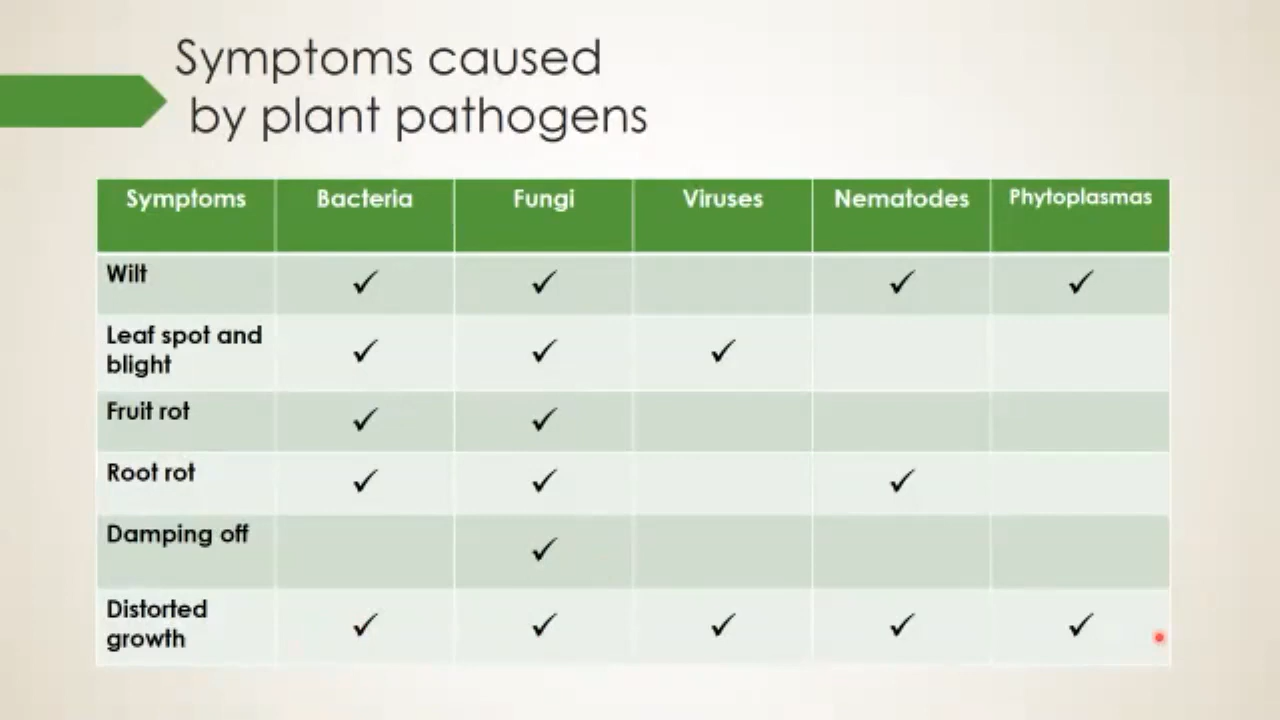 Symptoms caused
by plant pathogens
Symptoms Bacteria Fungi Viruses Nematodes Phytoplasmas
Wilt ✓ ✓ ✓ ✓
Leaf spot and
blight ✓ ✓ ✓
Fruit rot ✓ ✓
Root rot ✓ ✓ ✓
Damping off ✓
Distorted
growth ✓ ✓ ✓ ✓ ✓